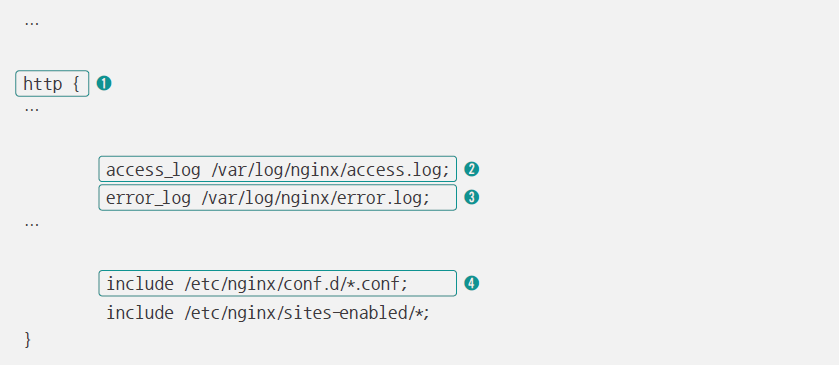 ...
http { ❶
...
access_log /var/log/nginx/access.log; ❷
error_log /var/log/nginx/error.log; ❸
...
include /etc/nginx/conf.d/*.conf; ❹
include /etc/nginx/sites-enabled/*;
}